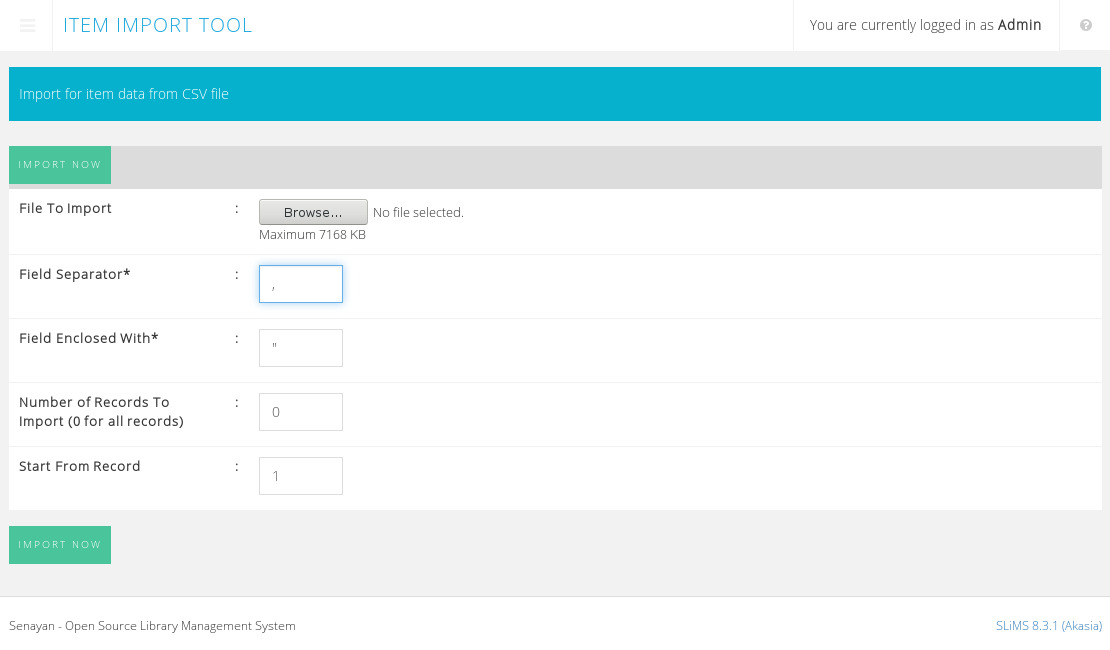 ITEM IMPORT TOOL
You are currently logged in as Admin
Import for item data from CSV file
IMPORT NOW
File To Import : Browse... No file selected.
Maximum 7168 KB
Field Separator* : ,
Field Enclosed With* : "
Number of Records To : 0
Import (0 for all records)
Start From Record : 1
IMPORT NOW
Senayan - Open Source Library Management System
SLiMS 8.3.1 (Akasia)